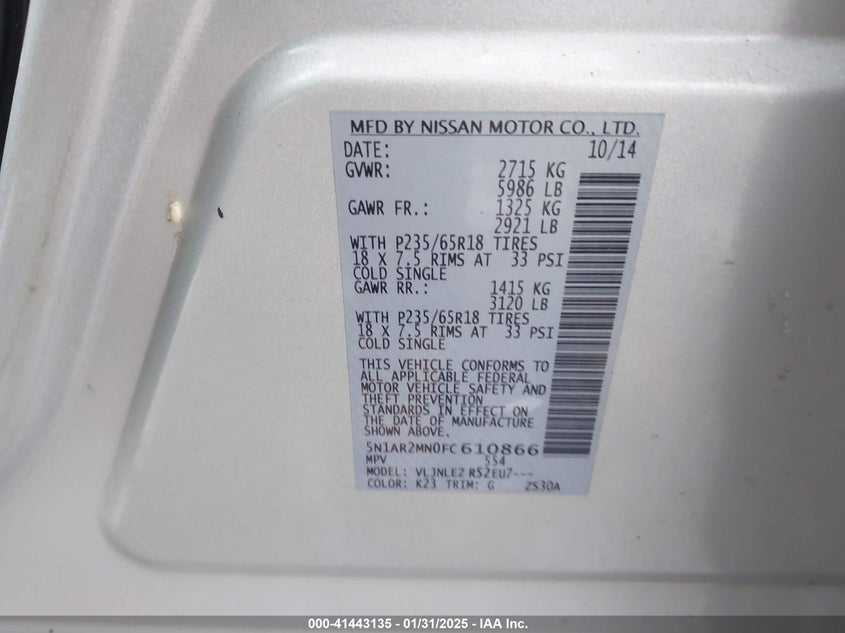 MFD BY NISSAN MOTOR CO., LTD.
DATE: 10/14
GVWR: 2715 KG
5986 LB
GAWR FR.: 1325 KG
2921 LB
WITH P235/65R18 TIRES
18 X 7.5 RIMS AT 33 PSI
COLD SINGLE
GAWR RR.: 1415 KG
3120 LB
WITH P235/65R18 TIRES
18 X 7.5 RIMS AT 33 PSI
COLD SINGLE
THIS VEHICLE CONFORMS TO
ALL APPLICABLE FEDERAL
MOTOR VEHICLE SAFETY AND
THEFT PREVENTION
STANDARDS IN EFFECT ON
THE DATE OF MANUFACTURE
SHOWN ABOVE.
5N1AR2MN0FC610866
MPV S54
MODEL: VLJNLEZ R52EU7---
COLOR: K23 TRIM: G ZS30A
000-41443135 - 01/31/2025 - IAA Inc.